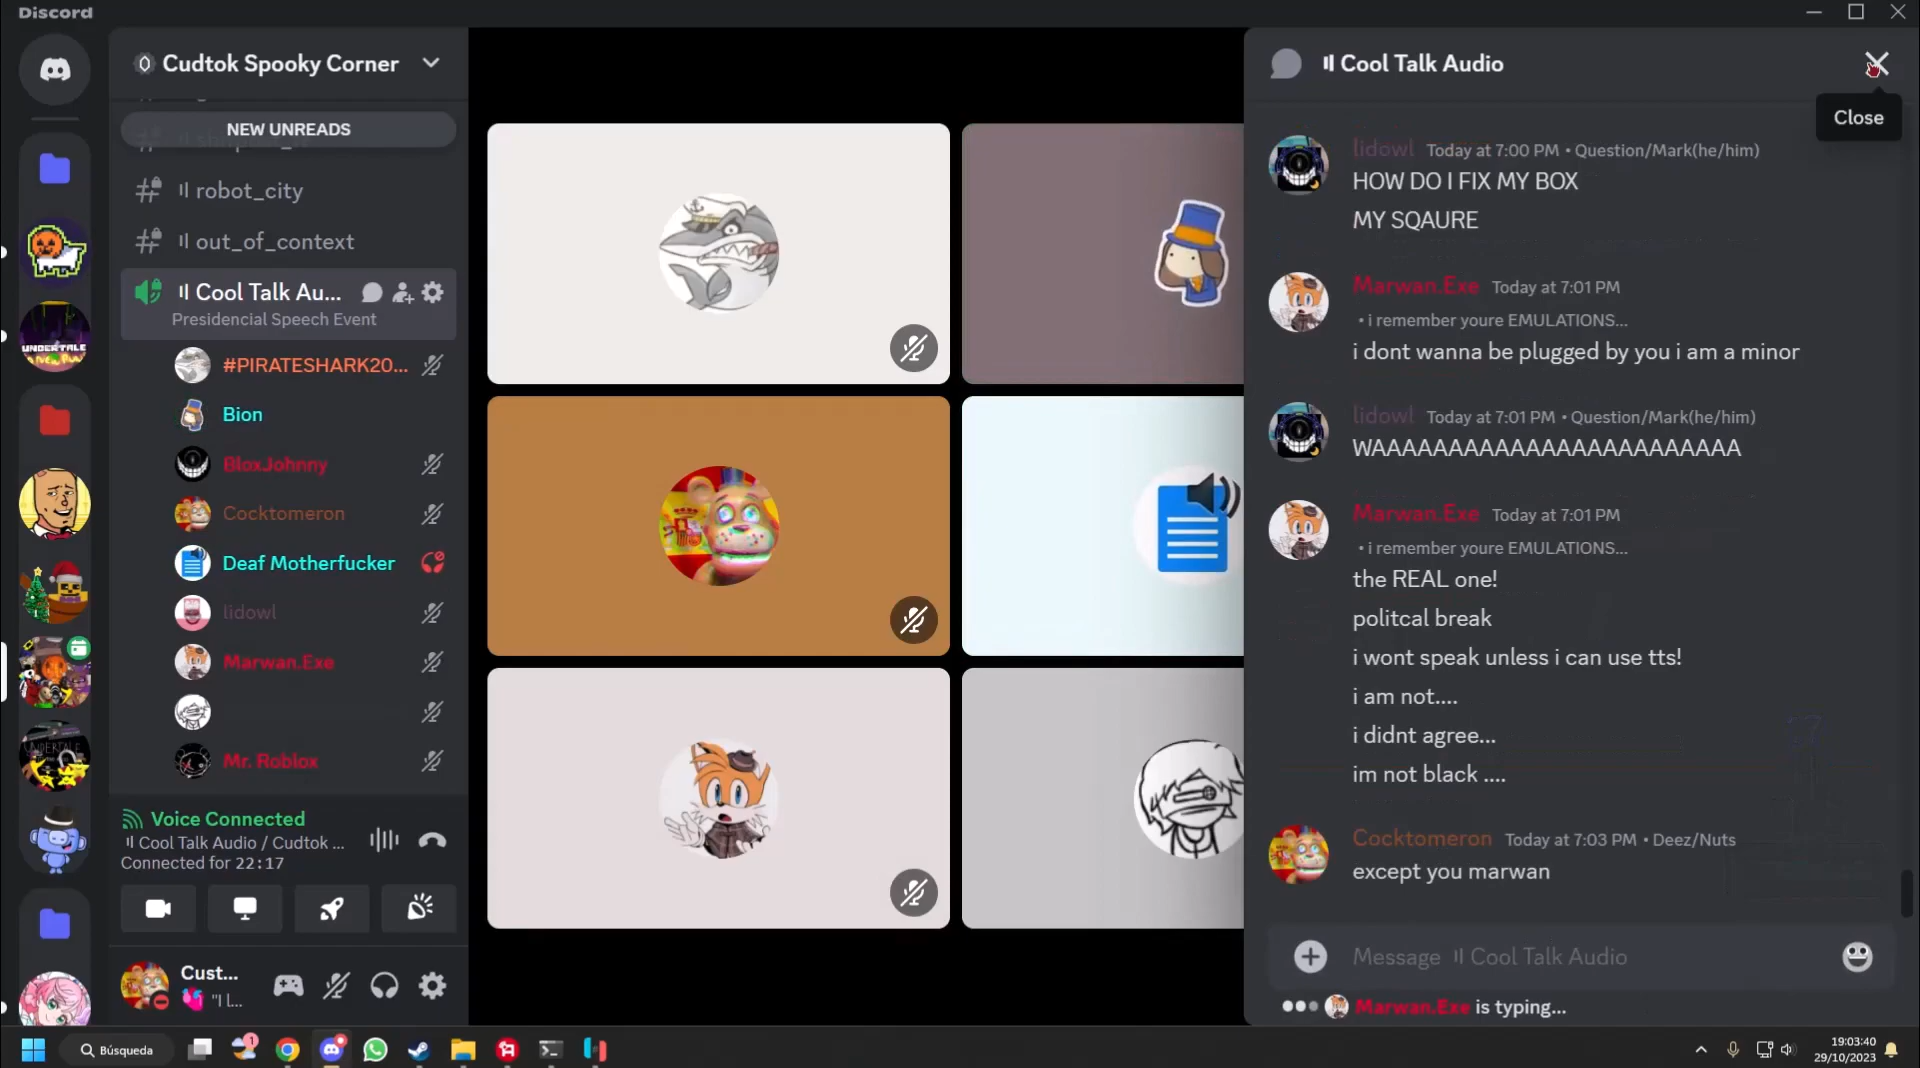 Discord
Cudtok Spooky Corner
NEW UNREADS
robot_city
out_of_context
Cool Talk Au...
Presidencial Speech Event
#PIRATESHARK20...
Bion
BloxJohnny
Cocktomeron
Deaf Motherfucker
lidowl
Marwan.Exe
Mr. Roblox
Voice Connected
Cool Talk Audio / Cudtok ...
Connected for 22:17
Cust...
"I l...
Cool Talk Audio
Close
lidowl Today at 7:00 PM • Question/Mark(he/him)
HOW DO I FIX MY BOX
MY SQAURE
Marwan.Exe Today at 7:01 PM
• i remember youre EMULATIONS...
i dont wanna be plugged by you i am a minor
lidowl Today at 7:01 PM • Question/Mark(he/him)
WAAAAAAAAAAAAAAAAAAAAAAAA
Marwan.Exe Today at 7:01 PM
• i remember youre EMULATIONS...
the REAL one!
politcal break
i wont speak unless i can use tts!
i am not....
i didnt agree...
im not black ....
Cocktomeron Today at 7:03 PM • Deez/Nuts
except you marwan
Message Cool Talk Audio
Marwan.Exe is typing...
Búsqueda
1
19:03:40
29/10/2023
UNDERTALE